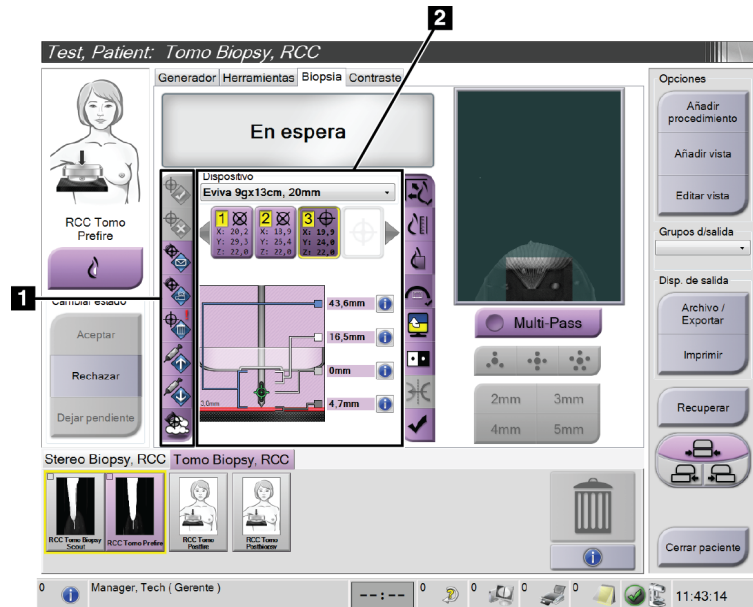 2
Test, Patient: Tomo Biopsy, RCC
Generador Herramientas Biopsia Contraste
Opciones
En espera
Añadir
procedimiento
Añadir vista
Editar vista
Dispositivo
Eviva 9gx13cm, 20mm
1 2 3
X: 20,2 X: 18,9 X: 19,9
Y: 29,3 Y: 25,4 Y: 24,0
Z: 22,0 Z: 22,0 Z: 22,0
RCC Tomo
Prefire
Grupos d/salida
Disp. de salida
1
Cambiar estado
43,6mm
16,5mm
0mm
4,7mm
3,0mm
Multi-Pass
Archivo /
Exportar
Imprimir
Aceptar
Rechazar
Dejar pendiente
2mm 3mm
4mm 5mm
Recuperar
Stereo Biopsy, RCC Tomo Biopsy, RCC
RCC Tomo Biopsy
Scout
RCC Tomo Prefire
RCC Tomo
Postfire
RCC Tomo
Postbiopsy
Cerrar paciente
0 Manager, Tech ( Gerente ) --:-- 0 0 0 0 11:43:14